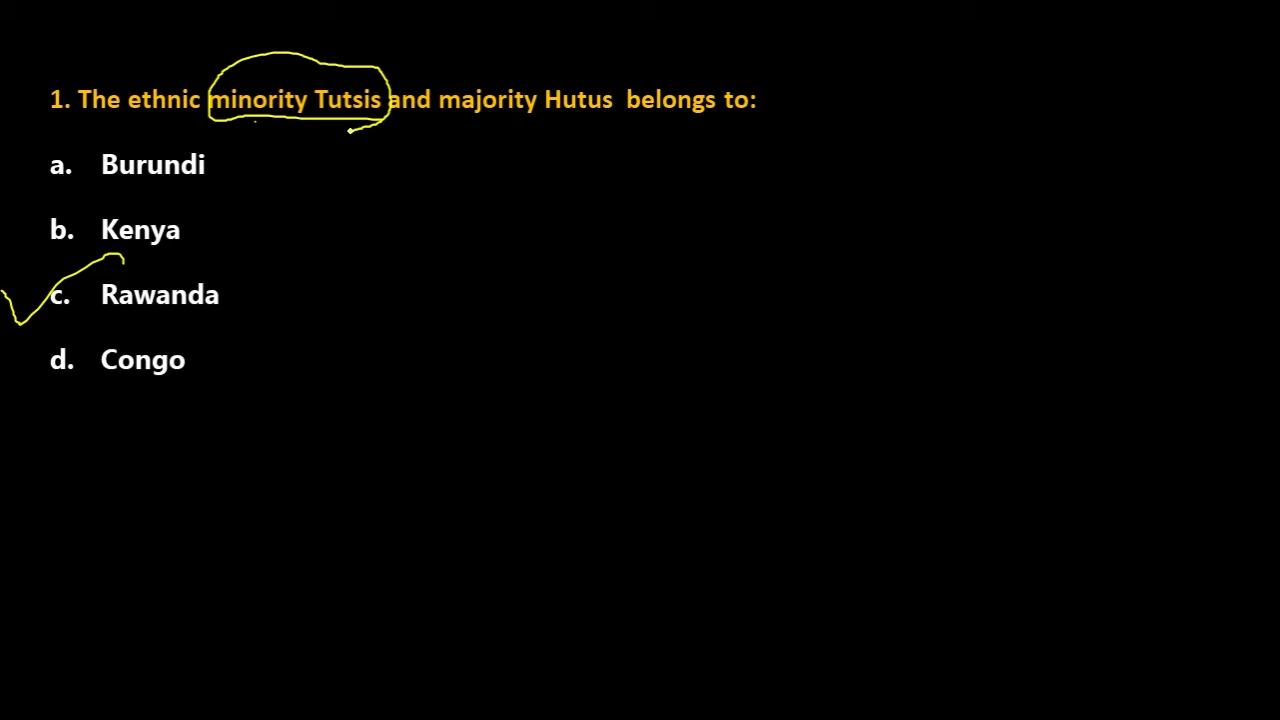 1. The ethnic minority Tutsis and majority Hutus belongs to:
a. Burundi
b. Kenya
c. Rawanda
d. Congo